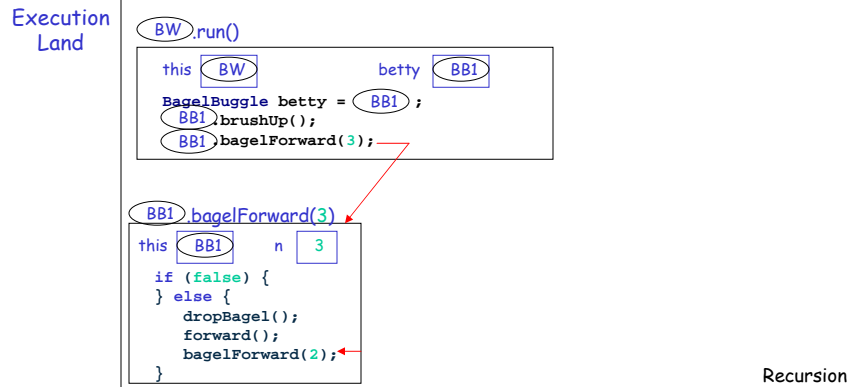 Execution
Land
BW.run()
this BW betty BB1
BagelBuggle betty = BB1 ;
BB1.brushUp();
BB1.bagelForward(3);
BB1.bagelForward(3)
this BB1 n 3
if (false) {
} else {
dropBagel();
forward();
bagelForward(2);
}
Recursion